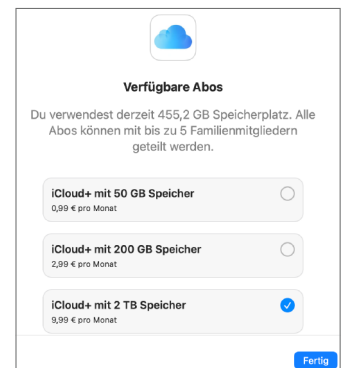 Verfügbare Abos
Du verwendest derzeit 455,2 GB Speicherplatz. Alle
Abos können mit bis zu 5 Familienmitgliedern
geteilt werden.
iCloud+ mit 50 GB Speicher
0,99 € pro Monat
iCloud+ mit 200 GB Speicher
2,99 € pro Monat
iCloud+ mit 2 TB Speicher
9,99 € pro Monat
Fertig